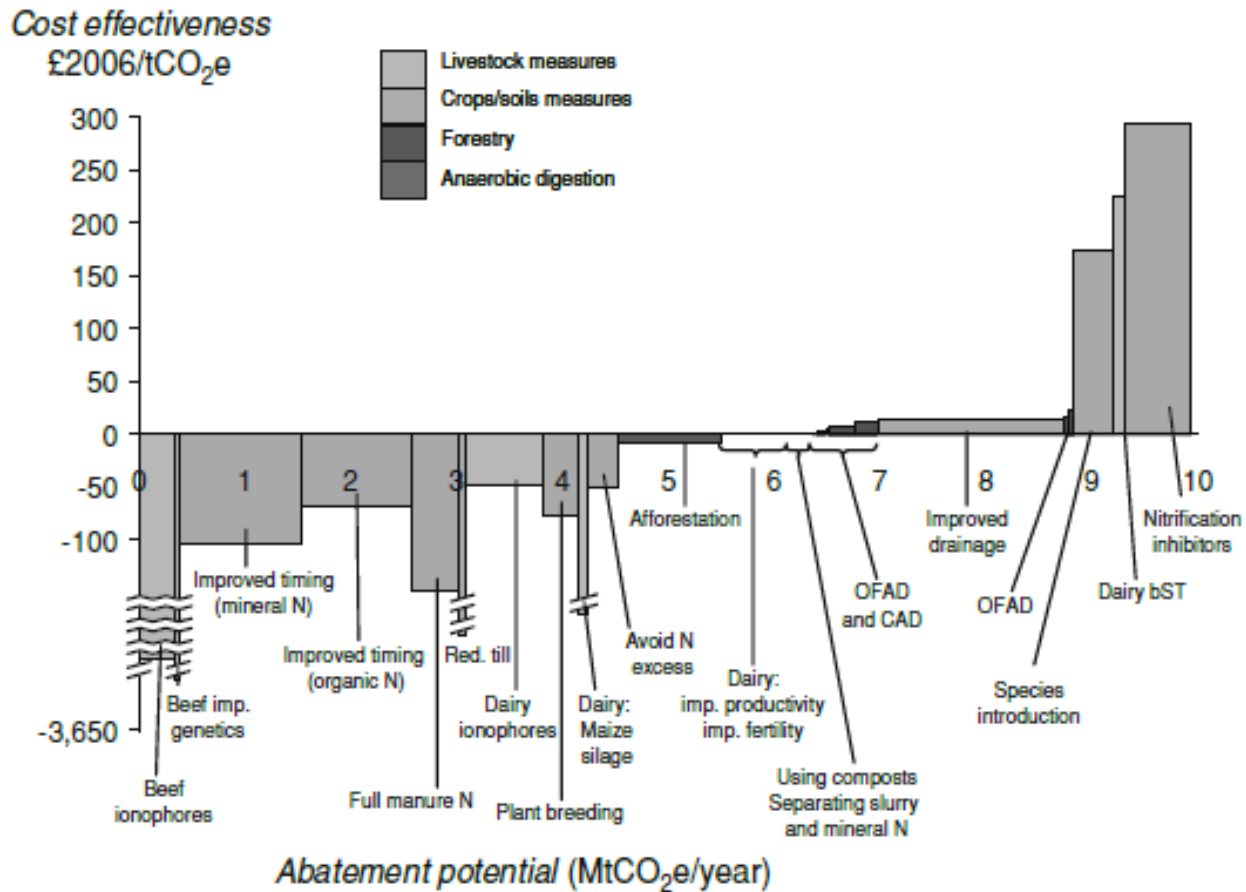 Cost effectiveness
£2006/tCO2e
Livestock measures
Crops/soils measures
Forestry
Anaerobic digestion
300
250
200
150
100
50
0
-50
-100
-3,650
0 1 2 3 4 5 6 7 8 9 10
Improved timing
(mineral N)
Improved timing
(organic N)
Beef imp.
genetics
Beef
ionophores
Full manure N
Red. till
Dairy
ionophores
Plant breeding
Dairy:
Maize
silage
Avoid N
excess
Afforestation
Dairy:
imp. productivity
imp. fertility
Using composts
Separating slurry
and mineral N
OFAD
and CAD
Improved
drainage
OFAD
Species
introduction
Dairy bST
Nitrification
inhibitors
Abatement potential (MtCO2e/year)